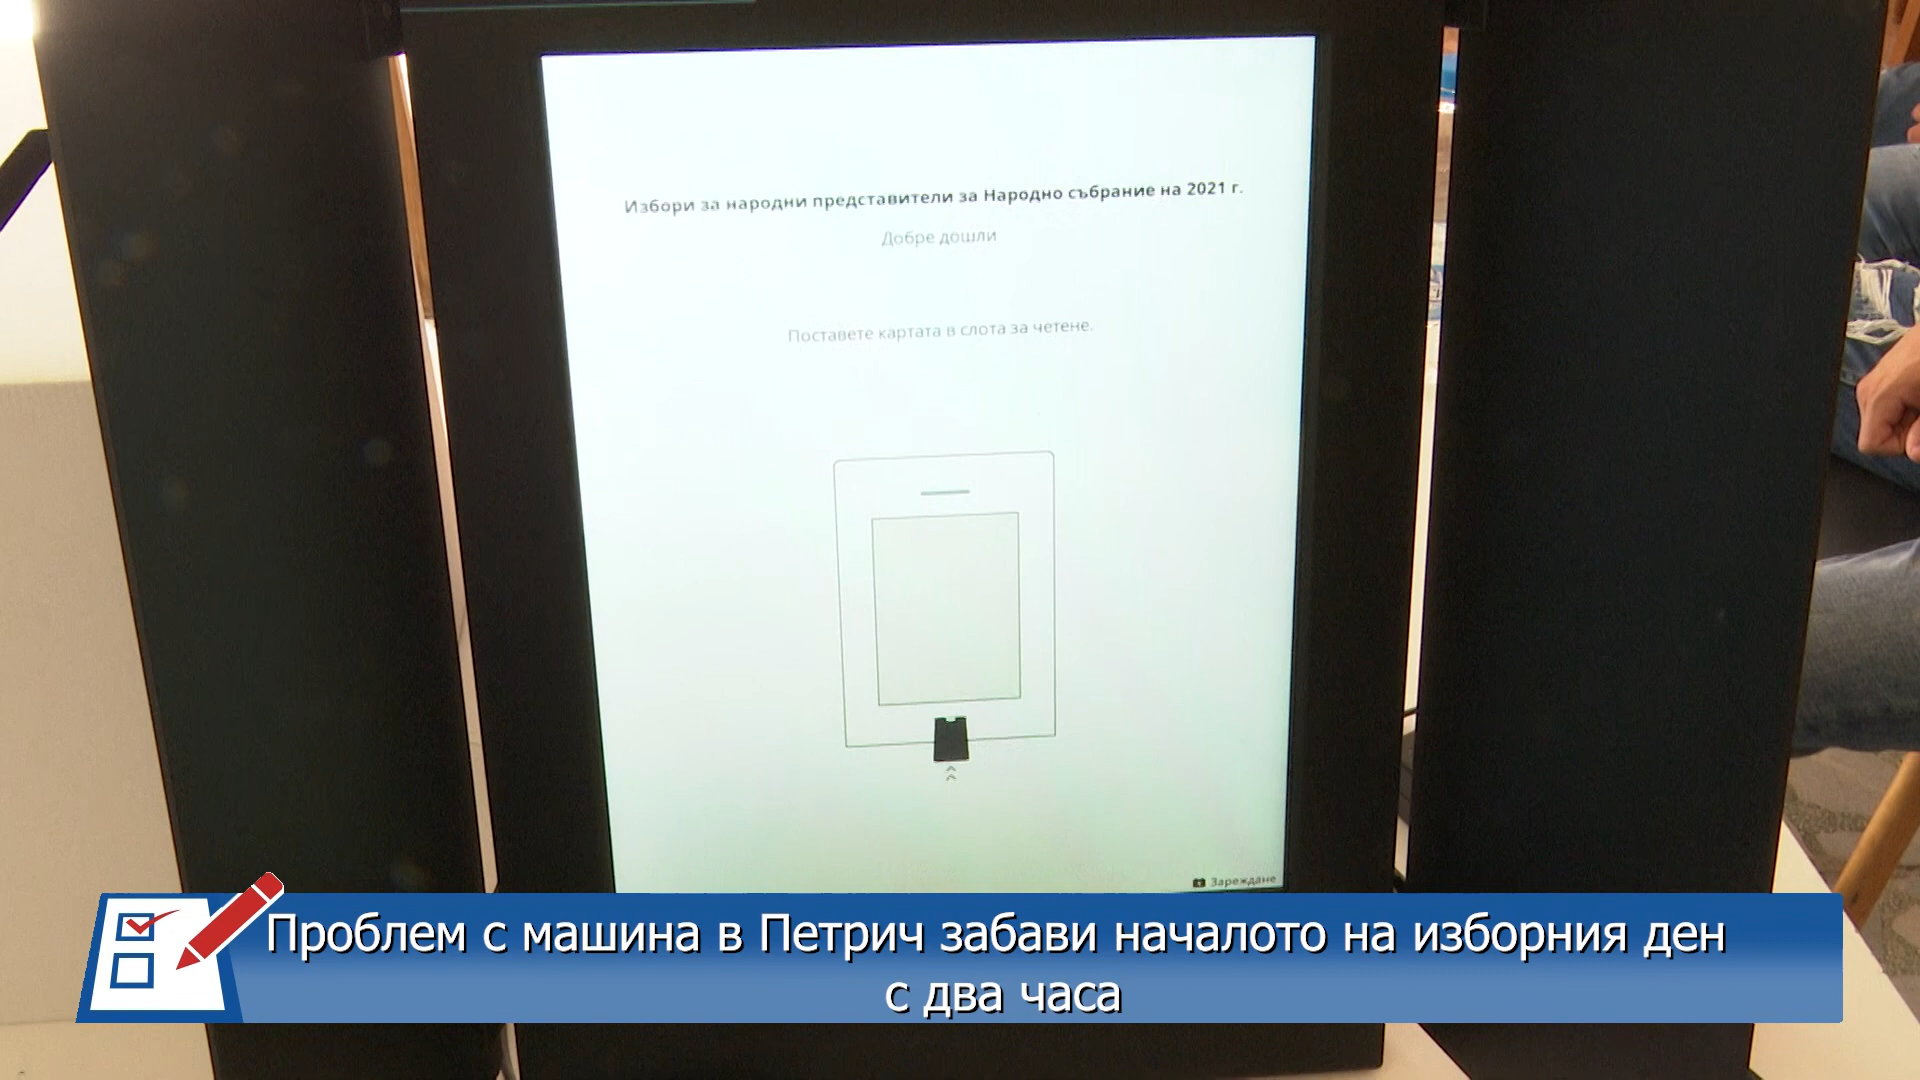 Избори за народни представители за Народно събрание на 2021 г.
Добре дошли
Поставете картата в слота за четене.
Зареждане
Проблем с машина в Петрич забави началото на изборния ден
с два часа